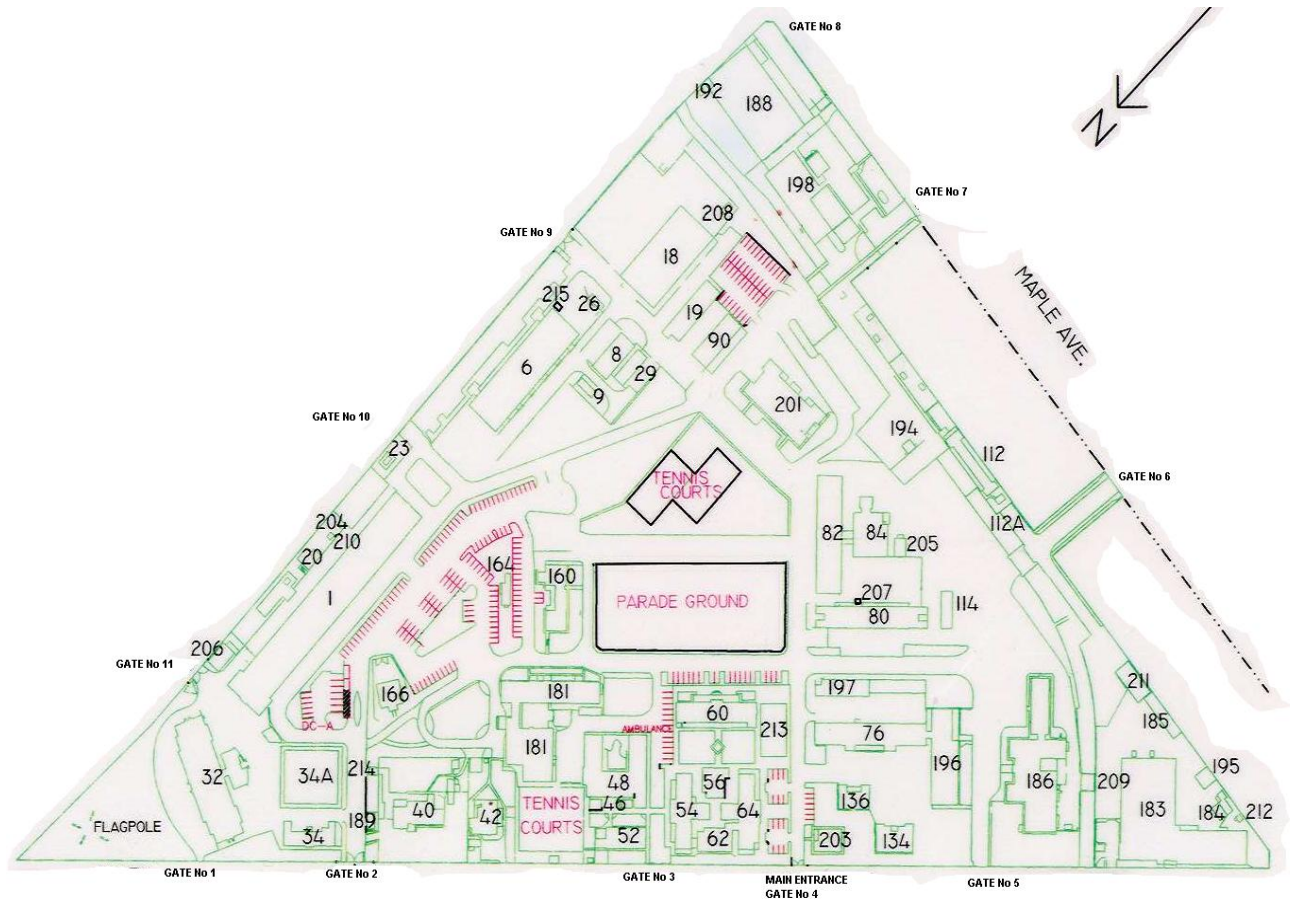 GATE No 8
192
188
N
198
GATE No 7
208
GATE No 9
18
MAPLE AVE.
215
26
19
90
8
6
29
9
201
GATE No 10
194
23
112
TENNIS
COURTS
GATE No 6
204
210
82
84
112A
205
20
164
160
207
1
PARADE GROUND
114
80
206
GATE No 11
211
166
181
197
185
60
DC-A
AMBULANCE
213
76
32
181
196
195
34A
214
48
56
186
209
183
184
212
40
42
TENNIS
COURTS
46
54
64
136
FLAGPOLE
34
189
52
62
203
134
GATE No 1
GATE No 2
GATE No 3
MAIN ENTRANCE
GATE No 4
GATE No 5